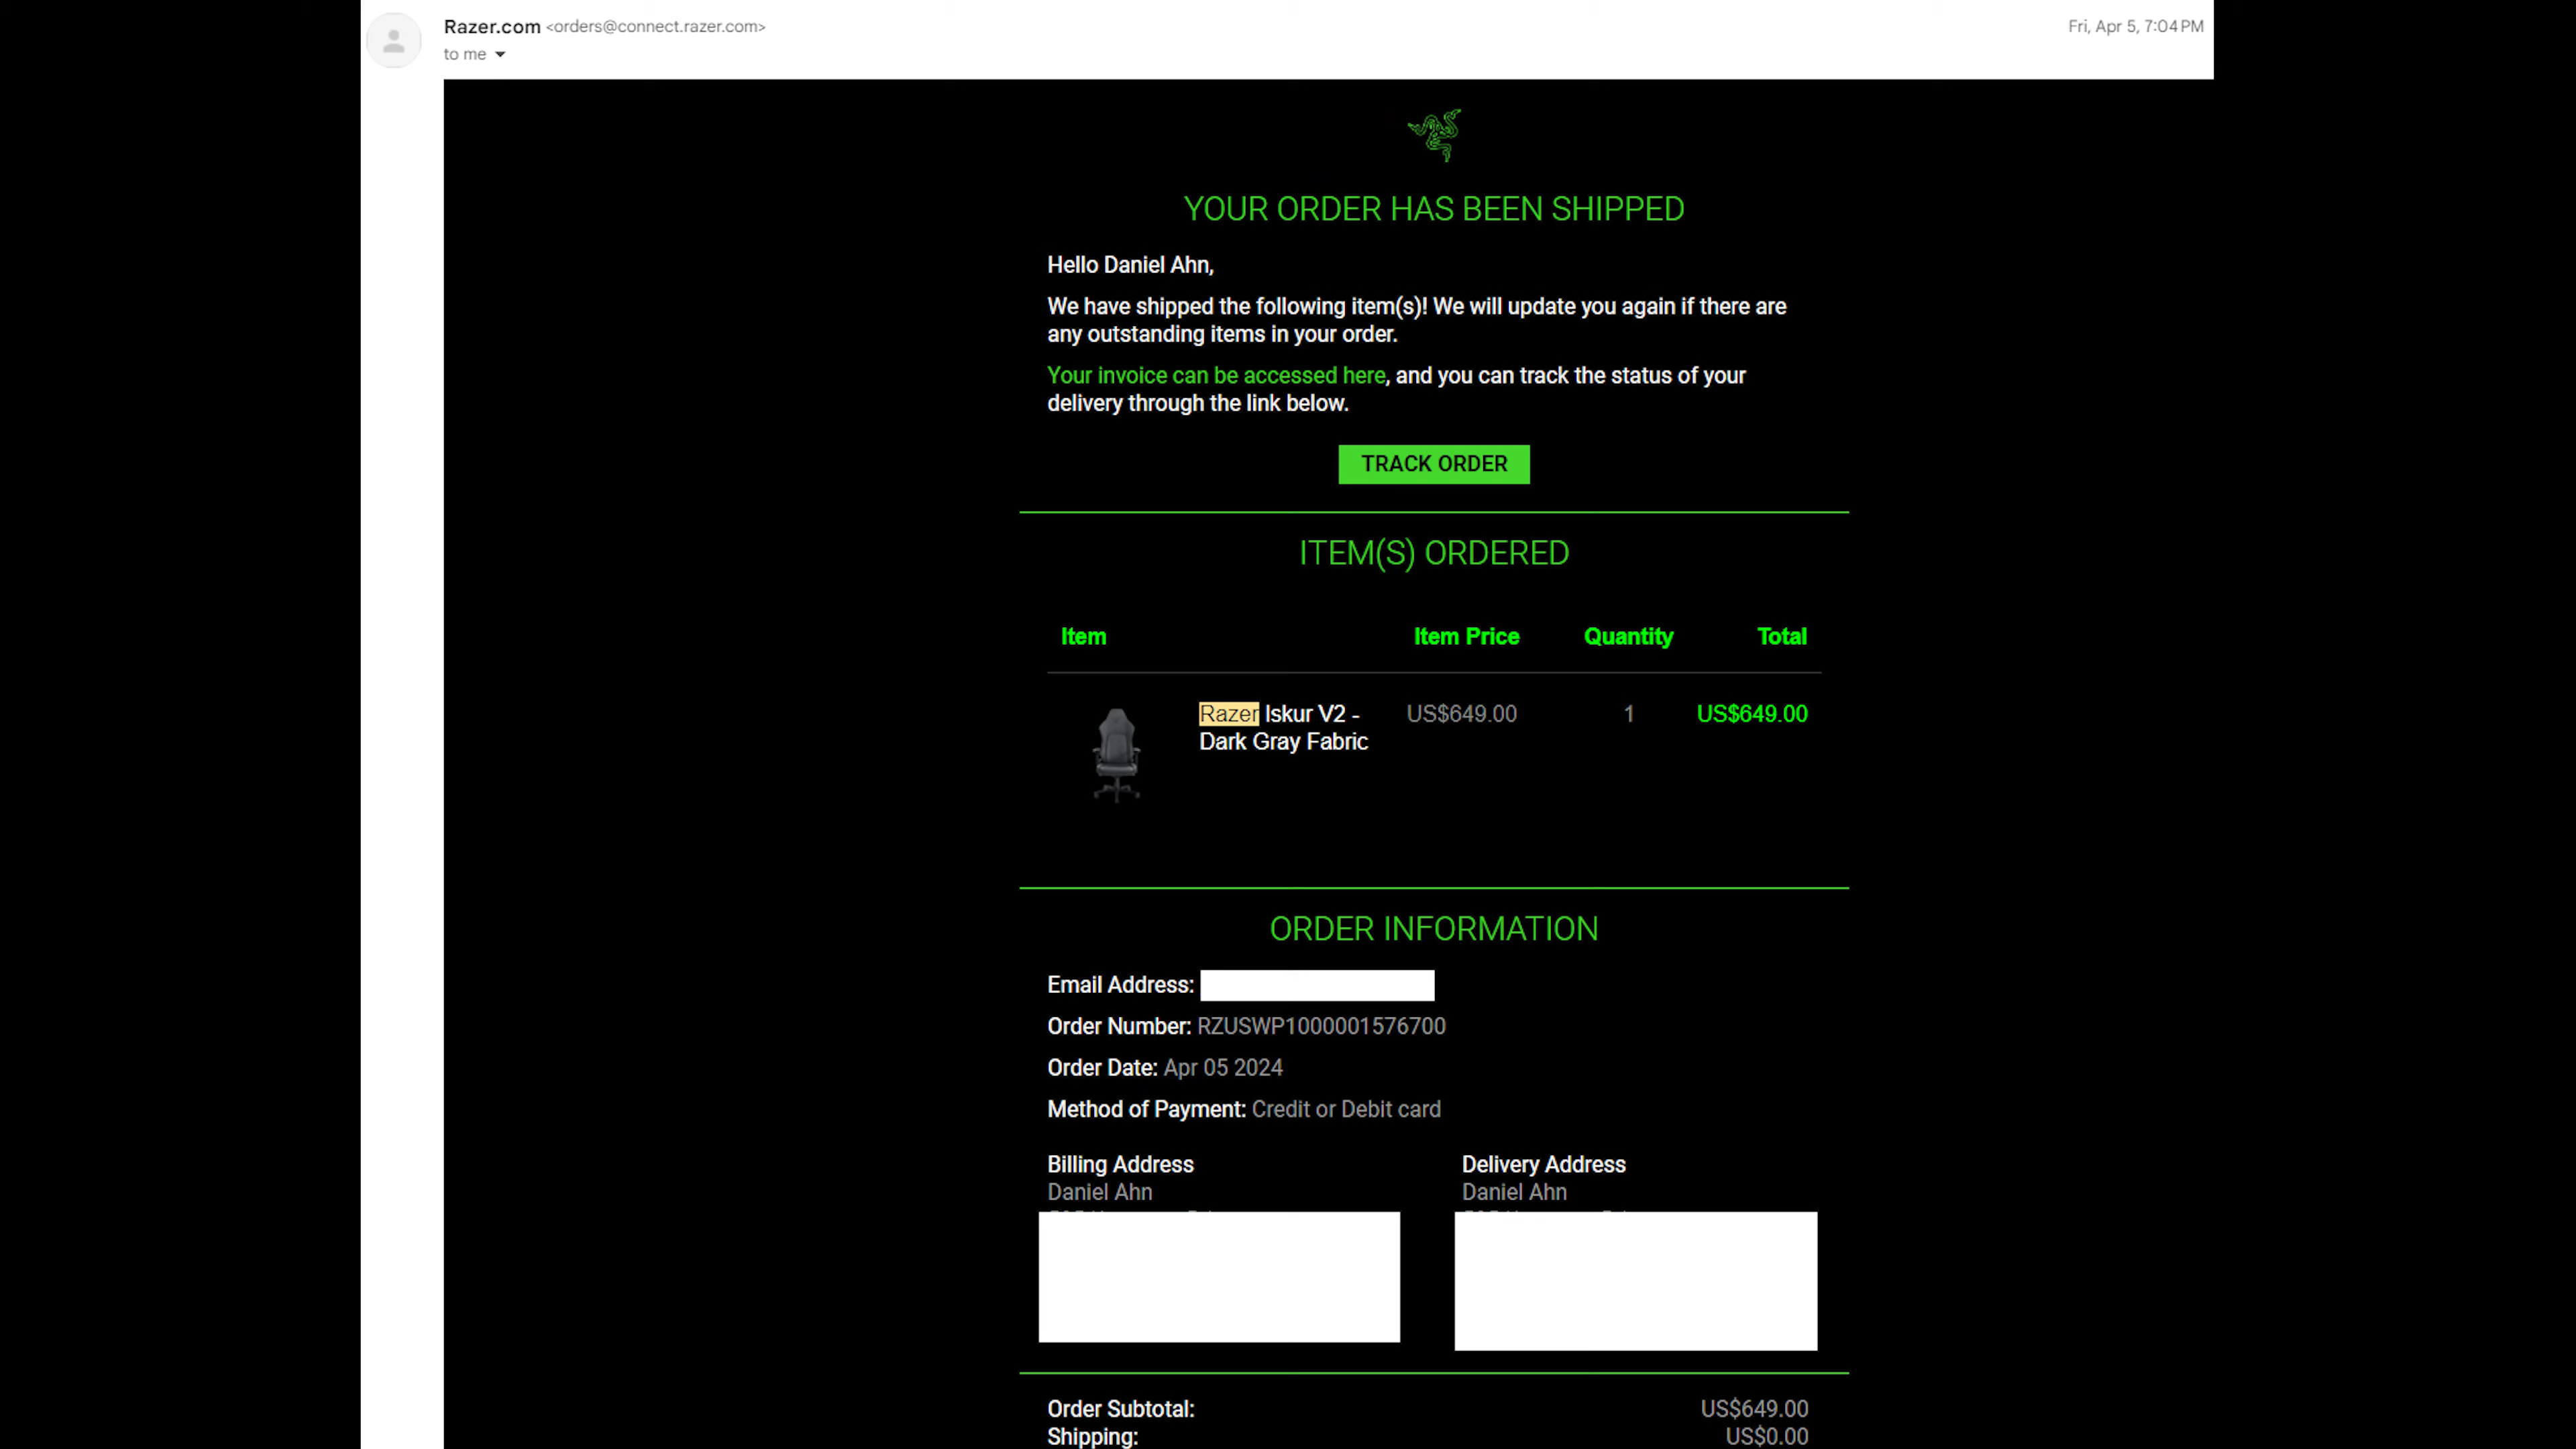 Razer.com <orders@connect.razer.com>
Fri, Apr 5, 7:04 PM
to me
YOUR ORDER HAS BEEN SHIPPED
Hello Daniel Ahn,
We have shipped the following item(s)! We will update you again if there are
any outstanding items in your order.
Your invoice can be accessed here, and you can track the status of your
delivery through the link below.
TRACK ORDER
ITEM(S) ORDERED
Item Item Price Quantity Total
Razer Iskur V2 - US$649.00 1 US$649.00
Dark Gray Fabric
ORDER INFORMATION
Email Address:
Order Number: RZUSWP1000001576700
Order Date: Apr 05 2024
Method of Payment: Credit or Debit card
Billing Address
Daniel Ahn
Delivery Address
Daniel Ahn
Order Subtotal: US$649.00
Shipping: US$0.00